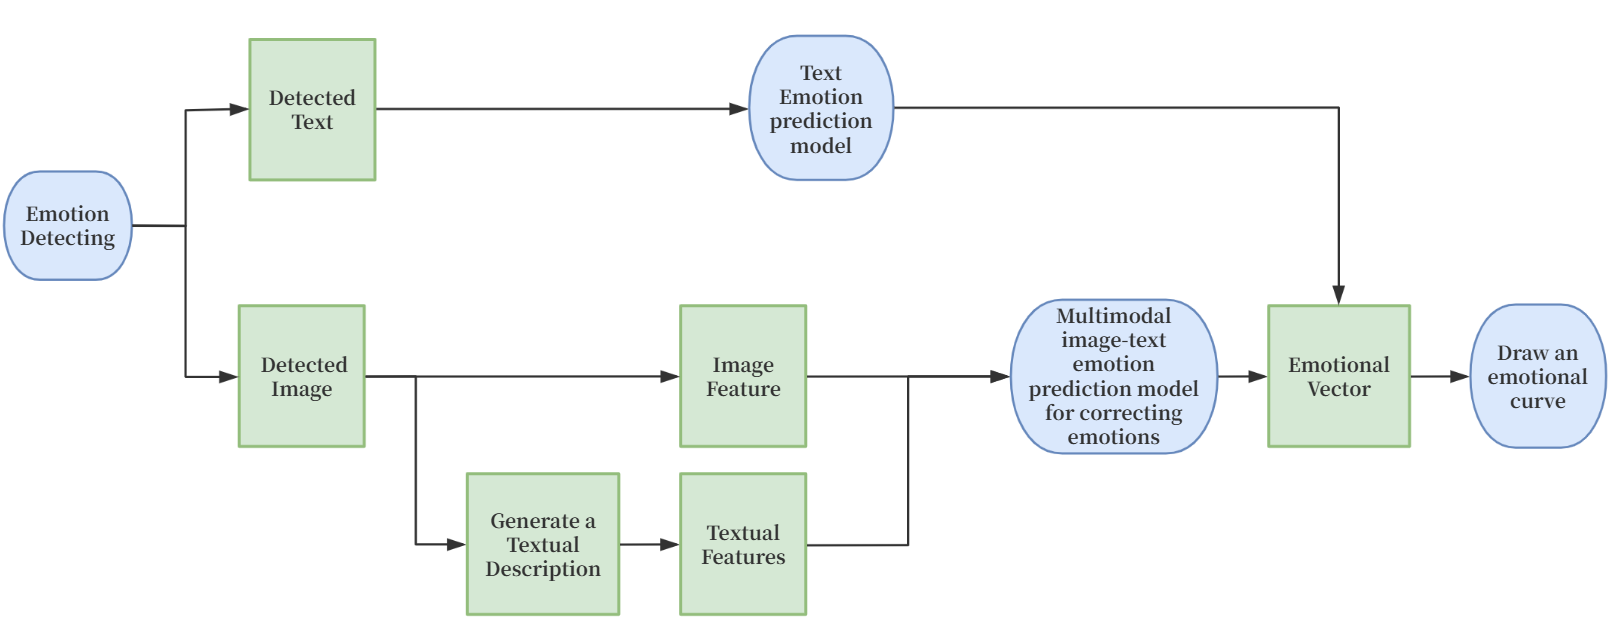 Detected
Text
Text
Emotion
prediction
model
Emotion
Detecting
Detected
Image
Image
Feature
Multimodal
image-text
emotion
prediction model
for correcting
emotions
Emotional
Vector
Draw an
emotional
curve
Generate a
Textual
Description
Textual
Features